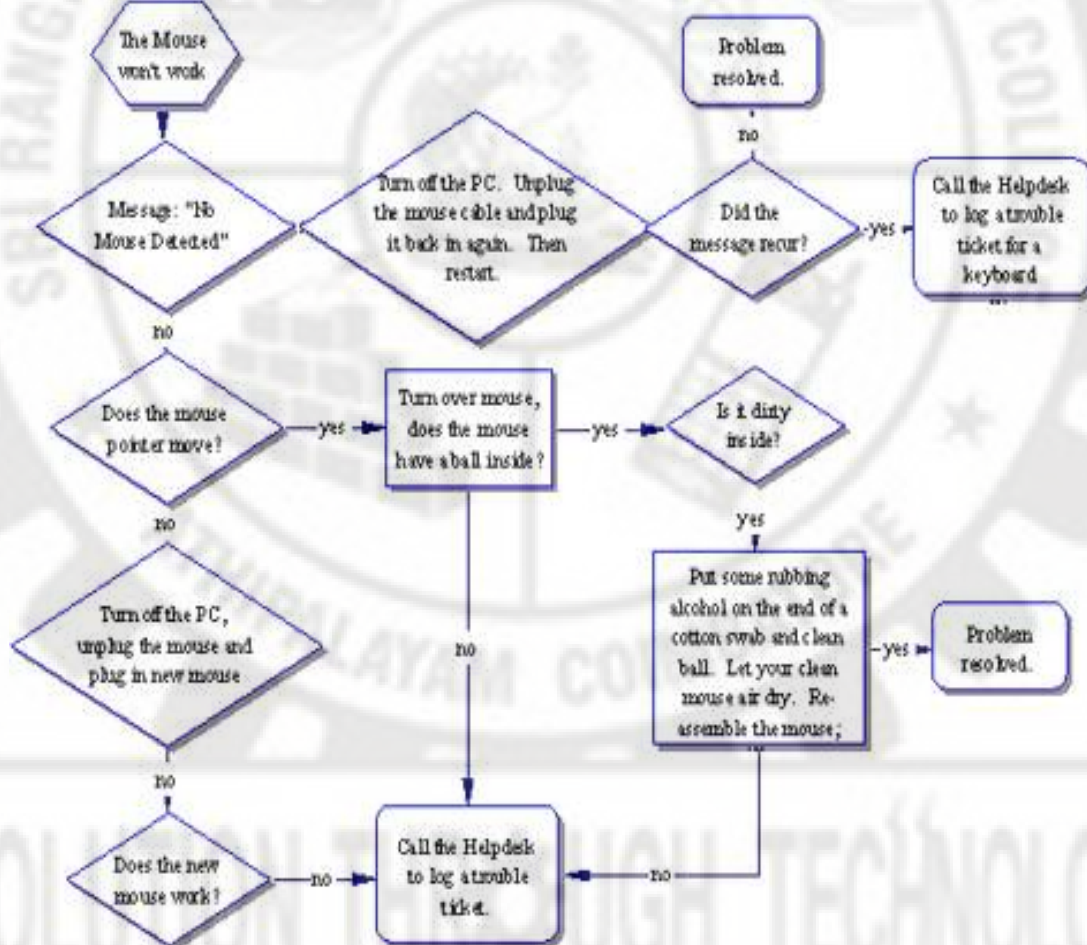 The Mouse
won't work
Problem
resolved.
no
Message: "No
Mouse Detected"
Turn off the PC. Unplug
the mouse cable and plug
it back in again. Then
restart.
Did the
message recur?
yes
Call the Helpdesk
to log a trouble
ticket for a
keyboard
no
Does the mouse
pointer move?
yes
Turn over mouse,
does the mouse
have a ball inside?
yes
Is it dirty
inside?
no
yes
Turn off the PC,
unplug the mouse and
plug in new mouse
no
Put some rubbing
alcohol on the end of a
cotton swab and clean
ball. Let your clean
mouse air dry. Re-
assemble the mouse;
yes
Problem
resolved.
no
Does the new
mouse work?
no
Call the Helpdesk
to log a trouble
ticket.
no
SRI RANG
COLL
THIPALAYAM
THROUGH